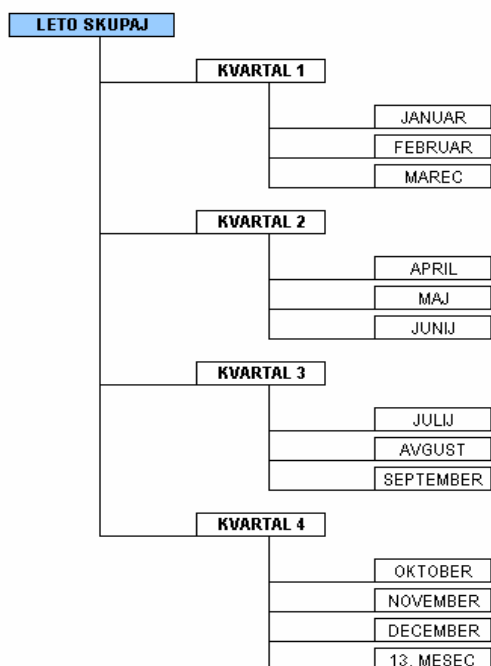 LETO SKUPAJ
KVARTAL 1
JANUAR
FEBRUAR
MAREC
KVARTAL 2
APRIL
MAJ
JUNIJ
KVARTAL 3
JULIJ
AVGUST
SEPTEMBER
KVARTAL 4
OKTOBER
NOVEMBER
DECEMBER
13. MESEC